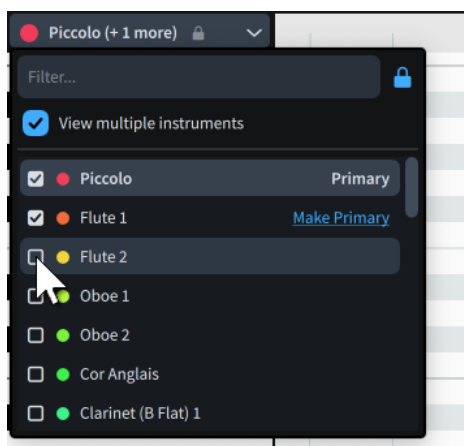 Piccolo (+ 1 more)
Filter...
View multiple instruments
Piccolo Primary
Flute 1 Make Primary
Flute 2
Oboe 1
Oboe 2
Cor Anglais
Clarinet (B Flat) 1